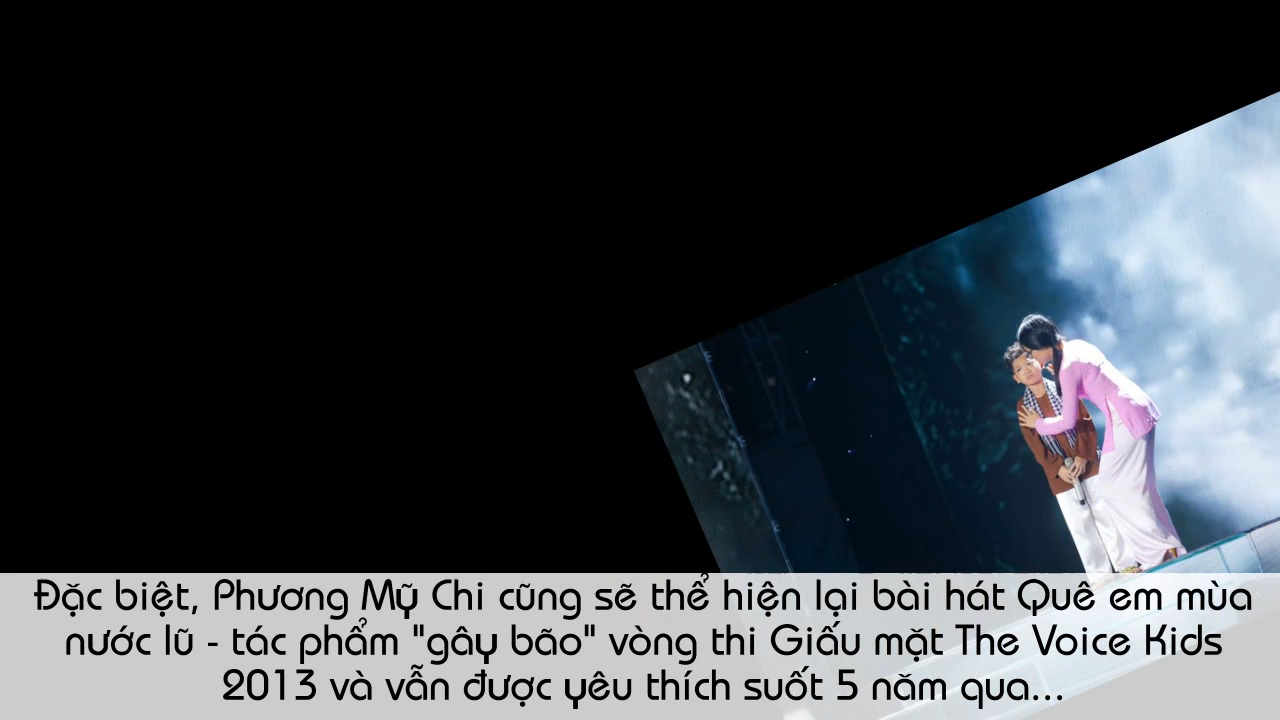 Đặc biệt, Phương Mỹ Chi cũng sẽ thể hiện lại bài hát Quê em mùa
nước lũ - tác phẩm "gây bão" vòng thi Giấu mặt The Voice Kids
2013 và vẫn được yêu thích suốt 5 năm qua...